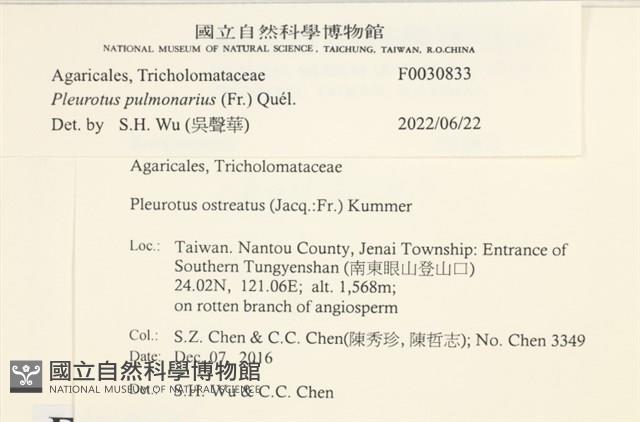 國立自然科學博物館
NATIONAL MUSEUM OF NATURAL SCIENCE, TAICHUNG, TAIWAN, R.O.CHINA
Agaricales, Tricholomataceae F0030833
Pleurotus pulmonarius (Fr.) Quél.
Det. by S.H. Wu (吳聲華) 2022/06/22
Agaricales, Tricholomataceae
Pleurotus ostreatus (Jacq.:Fr.) Kummer
Loc.: Taiwan. Nantou County, Jenai Township: Entrance of
Southern Tungyenshan (南東眼山登山口)
24.02N, 121.06E; alt. 1,568m;
on rotten branch of angiosperm
Col.: S.Z. Chen & C.C. Chen(陳秀珍, 陳哲志); No. Chen 3349
Date: Dec. 07, 2016
國立自然科學博物館
NATIONAL MUSEUM OF NATURAL SCIENCE
Det.: S.H. Wu & C.C. Chen